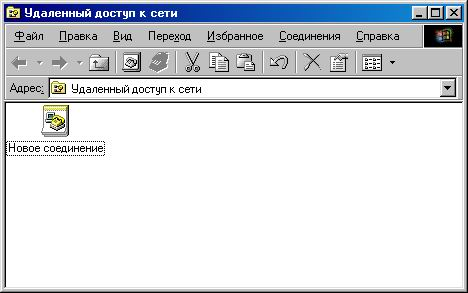 Удаленный доступ к сети
Файл Правка Вид Переход Избранное Соединения Справка
Адрес: Удаленный доступ к сети
Новое соединение